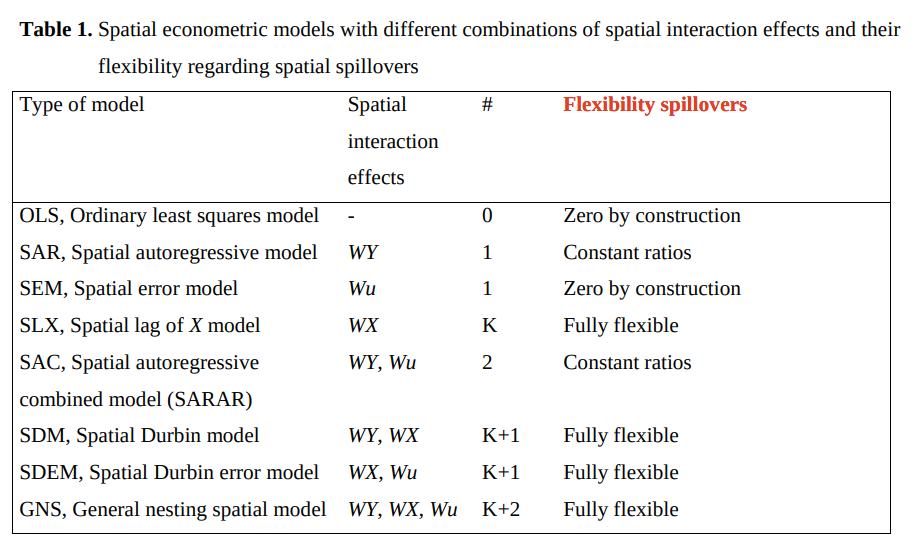 Table 1. Spatial econometric models with different combinations of spatial interaction effects and their
flexibility regarding spatial spillovers
Type of model Spatial interaction effects # Flexibility spillovers
OLS, Ordinary least squares model - 0 Zero by construction
SAR, Spatial autoregressive model WY 1 Constant ratios
SEM, Spatial error model Wu 1 Zero by construction
SLX, Spatial lag of X model WX K Fully flexible
SAC, Spatial autoregressive WY, Wu 2 Constant ratios
combined model (SARAR)
SDM, Spatial Durbin model WY, WX K+1 Fully flexible
SDEM, Spatial Durbin error model WX, Wu K+1 Fully flexible
GNS, General nesting spatial model WY, WX, Wu K+2 Fully flexible